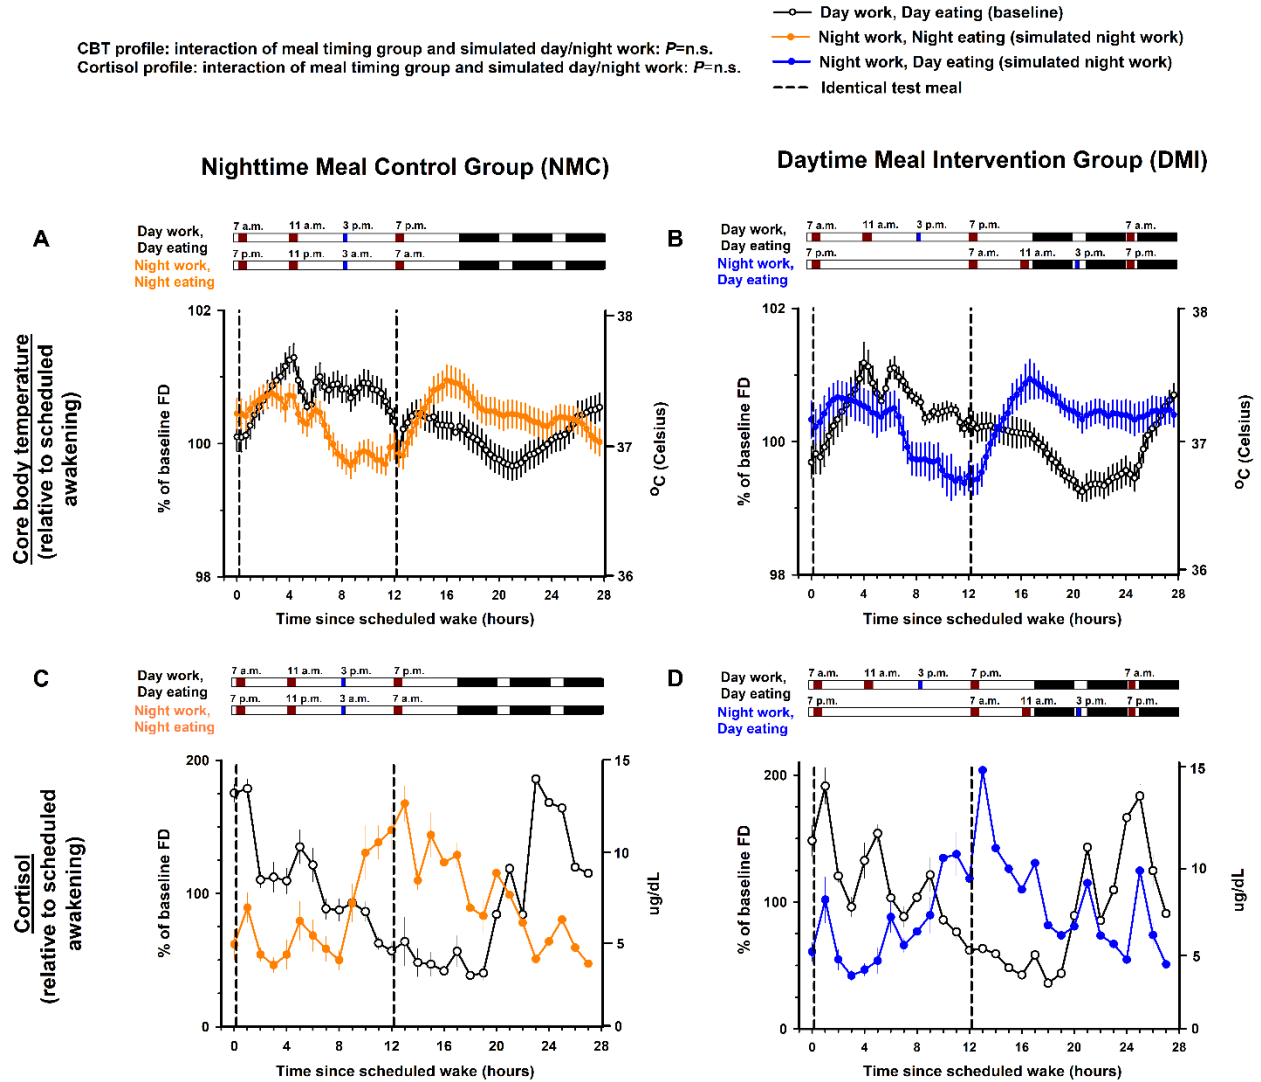 Day work, Day eating (baseline)
Night work, Night eating (simulated night work)
Night work, Day eating (simulated night work)
Identical test meal
CBT profile: interaction of meal timing group and simulated day/night work: P=n.s.
Cortisol profile: interaction of meal timing group and simulated day/night work: P=n.s.
Nighttime Meal Control Group (NMC)
Daytime Meal Intervention Group (DMI)
A
Day work,
Day eating
Night work,
Night eating
7 a.m. 11 a.m. 3 p.m. 7 p.m.
7 p.m. 11 p.m. 3 a.m. 7 a.m.
Core body temperature
(relative to scheduled
awakening)
% of baseline FD
102
100
98
38
37
36
°C (Celsius)
0 4 8 12 16 20 24 28
Time since scheduled wake (hours)
B
Day work,
Day eating
Night work,
Day eating
7 a.m. 11 a.m. 3 p.m. 7 p.m. 7 a.m.
7 p.m. 7 a.m. 11 a.m. 3 p.m. 7 p.m.
% of baseline FD
102
100
98
38
37
36
°C (Celsius)
0 4 8 12 16 20 24 28
Time since scheduled wake (hours)
C
Day work,
Day eating
Night work,
Night eating
7 a.m. 11 a.m. 3 p.m. 7 p.m.
7 p.m. 11 p.m. 3 a.m. 7 a.m.
Cortisol
(relative to scheduled
awakening)
% of baseline FD
200
100
0
15
10
5
0
ug/dL
0 4 8 12 16 20 24 28
Time since scheduled wake (hours)
D
Day work,
Day eating
Night work,
Day eating
7 a.m. 11 a.m. 3 p.m. 7 p.m. 7 a.m.
7 p.m. 7 a.m. 11 a.m. 3 p.m. 7 p.m.
% of baseline FD
200
100
0
15
10
5
0
ug/dL
0 4 8 12 16 20 24 28
Time since scheduled wake (hours)